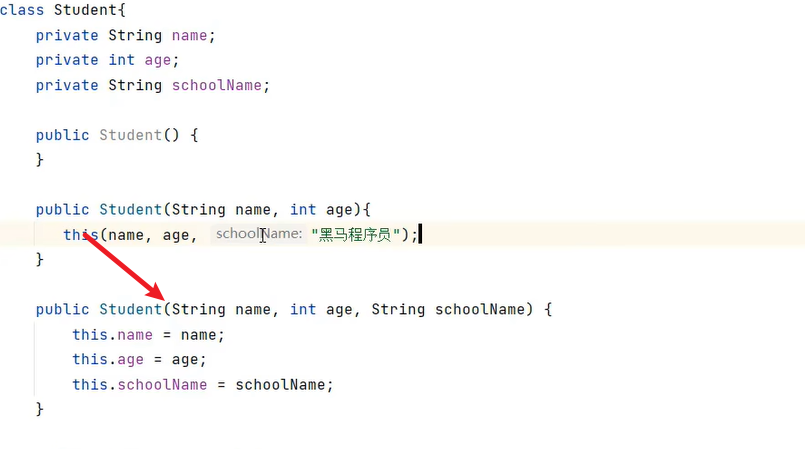 class Student{
private String name;
private int age;
private String schoolName;
public Student() {
}
public Student(String name, int age){
this(name, age, schoolName: "黑马程序员");
}
public Student(String name, int age, String schoolName) {
this.name = name;
this.age = age;
this.schoolName = schoolName;
}